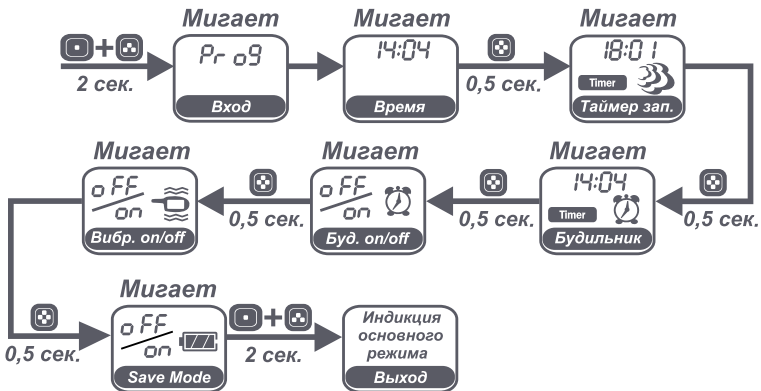 Мигает Мигает Мигает
Pr og 14:04 18:01
2 сек. 0,5 сек. Timer
Вход Время Таймер зап.
Мигает Мигает Мигает
oFF oFF 14:04
on on Timer
0,5 сек. 0,5 сек. 0,5 сек.
Вибр. on/off Буд. on/off Будильник
Мигает
oFF Индикция
on основного
0,5 сек. 2 сек. режима
Save Mode Выход